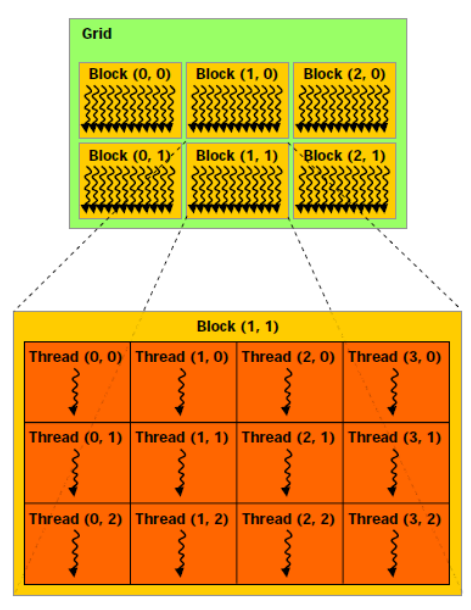 Grid
Block (0, 0) Block (1, 0) Block (2, 0)
Block (0, 1) Block (1, 1) Block (2, 1)
Block (1, 1)
Thread (0, 0) Thread (1, 0) Thread (2, 0) Thread (3, 0)
Thread (0, 1) Thread (1, 1) Thread (2, 1) Thread (3, 1)
Thread (0, 2) Thread (1, 2) Thread (2, 2) Thread (3, 2)